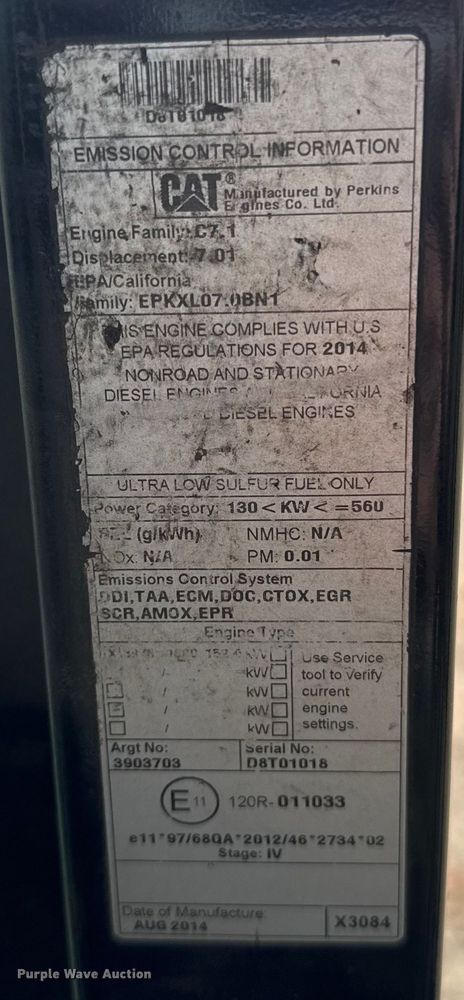 D8T01018
EMISSION CONTROL INFORMATION
CAT®
Manufactured by Perkins
Engines Co. Ltd.
Engine Family: C7.1
Displacement: 7.01
EPA/California
Family: EPKXL07.0BN1
THIS ENGINE COMPLIES WITH U.S
EPA REGULATIONS FOR 2014
NONROAD AND STATIONARY
DIESEL ENGINES
DIESEL ENGINES
ULTRA LOW SULFUR FUEL ONLY
Power Category: 130 < KW < =560
(g/kWh) NMHC: N/A
NOx: N/A PM: 0.01
Emissions Control System
DDI,TAA,ECM,DOC,CTOX,EGR
SCR,AMOX,EPR
Engine Type
kW Use Service
/ kW tool to verify
/ kW current
/ kW engine
/ kW settings.
Argt No: Serial No:
3903703 D8T01018
E 11 120R-011033
e11*97/68QA*2012/46*2734*02
Stage: IV
Date of Manufacture:
AUG 2014 X3084
Purple Wave Auction